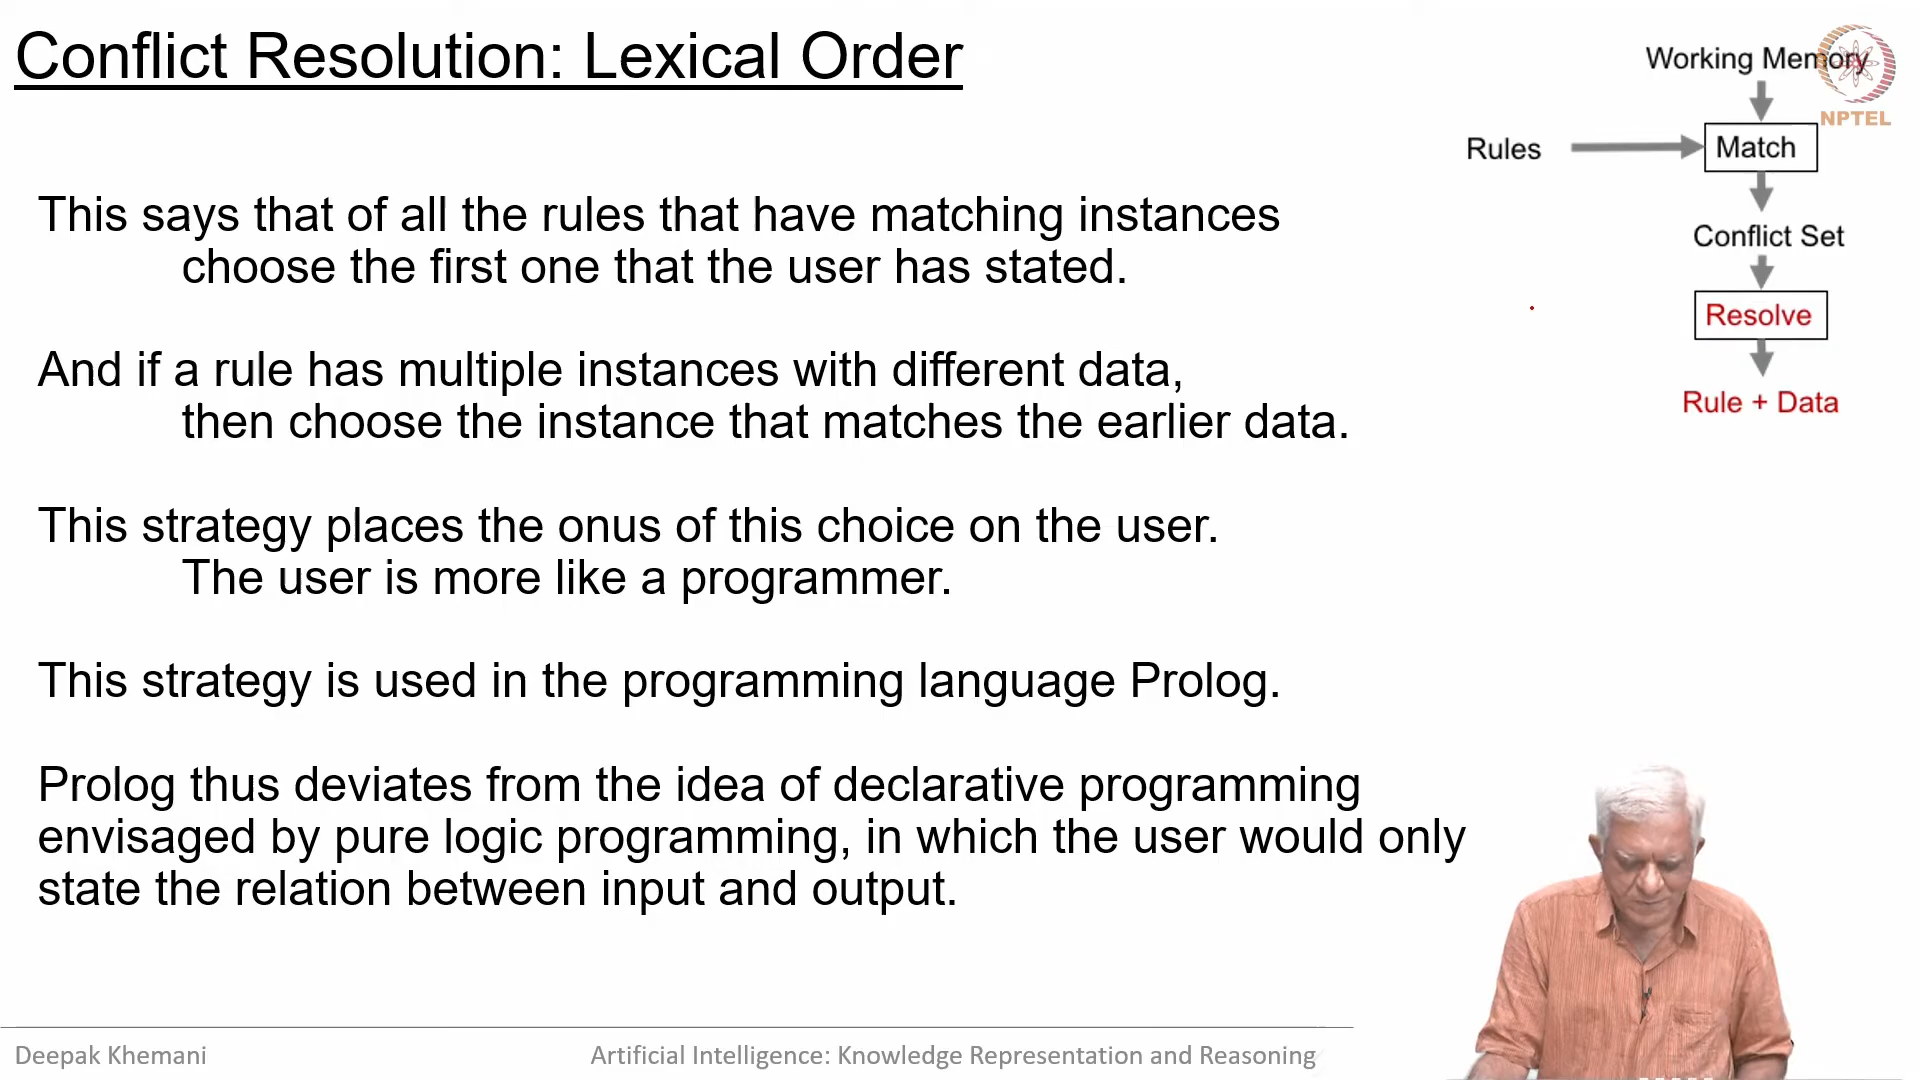 Conflict Resolution: Lexical Order
Working Memory
NPTEL
Rules
Match
Conflict Set
Resolve
Rule + Data
This says that of all the rules that have matching instances
choose the first one that the user has stated.
And if a rule has multiple instances with different data,
then choose the instance that matches the earlier data.
This strategy places the onus of this choice on the user.
The user is more like a programmer.
This strategy is used in the programming language Prolog.
Prolog thus deviates from the idea of declarative programming
envisaged by pure logic programming, in which the user would only
state the relation between input and output.
Deepak Khemani
Artificial Intelligence: Knowledge Representation and Reasoning